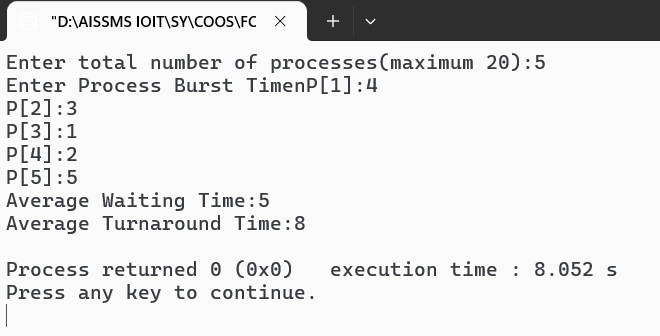 "D:\AISSMS IOIT\SY\COOS\FC
Enter total number of processes(maximum 20):5
Enter Process Burst TimenP[1]:4
P[2]:3
P[3]:1
P[4]:2
P[5]:5
Average Waiting Time:5
Average Turnaround Time:8
Process returned 0 (0x0)   execution time : 8.052 s
Press any key to continue.